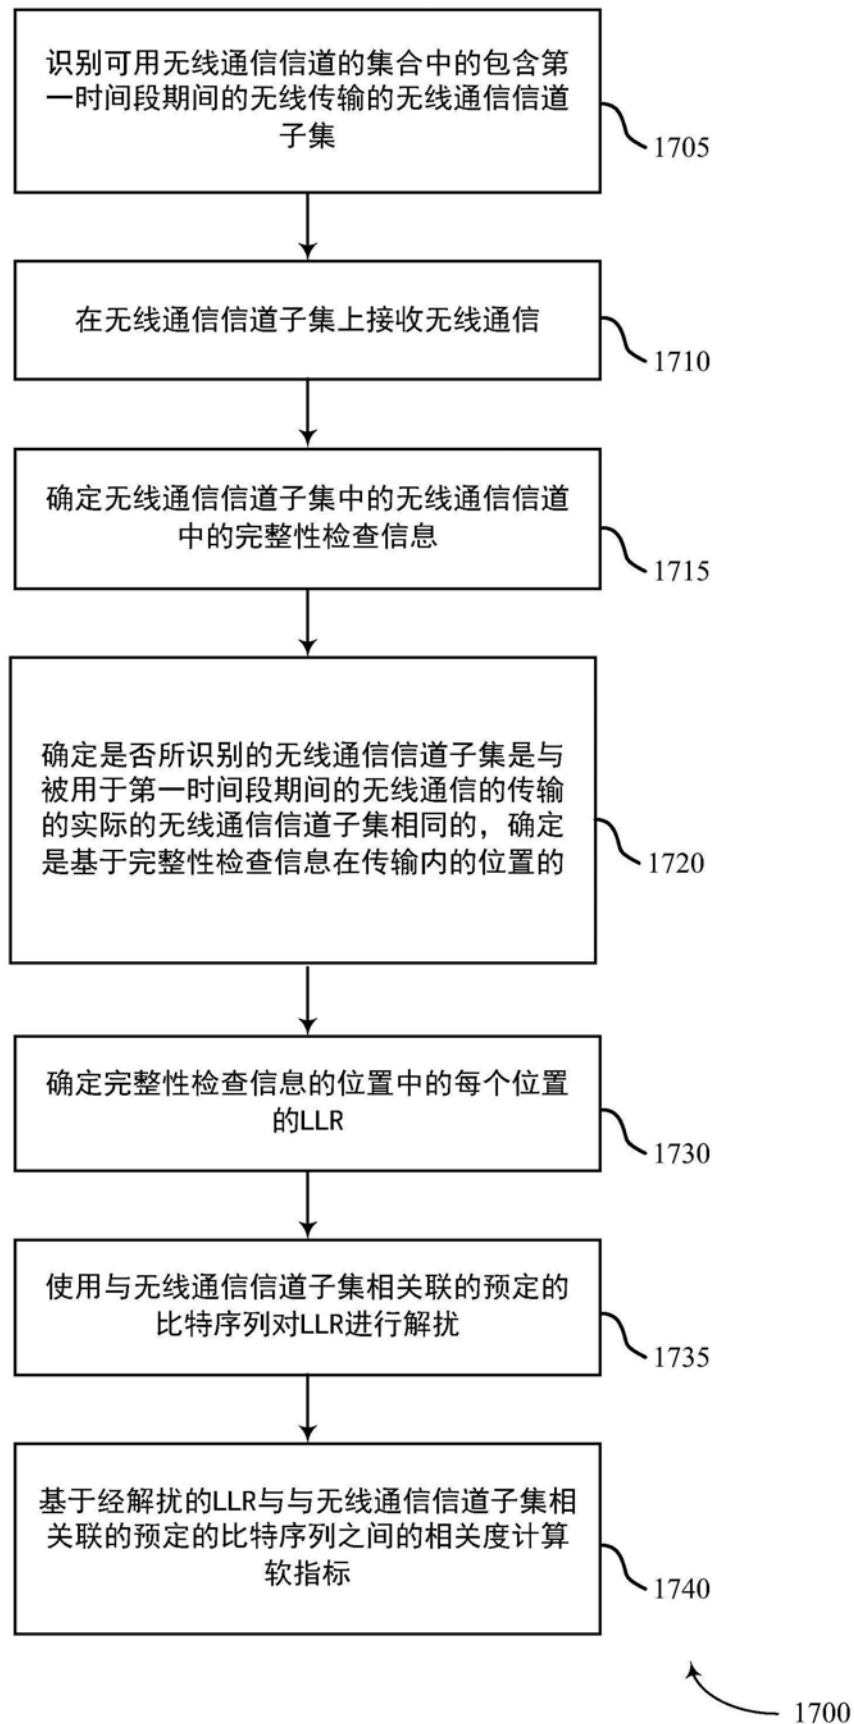 识别可用无线通信信道的集合中的包含第
一时间段期间的无线传输的无线通信信道
子集
1705
在无线通信信道子集上接收无线通信
1710
确定无线通信信道子集中的无线通信信道
中的完整性检查信息
1715
确定是否所识别的无线通信信道子集是与
被用于第一时间段期间的无线通信的传输
的实际的无线通信信道子集相同的，确定
是基于完整性检查信息在传输内的位置的
1720
确定完整性检查信息的位置中的每个位置
的LLR
1730
使用与无线通信信道子集相关联的预定的
比特序列对LLR进行解扰
1735
基于经解扰的LLR与与无线通信信道子集相
关联的预定的比特序列之间的相关度计算
软指标
1740
1700